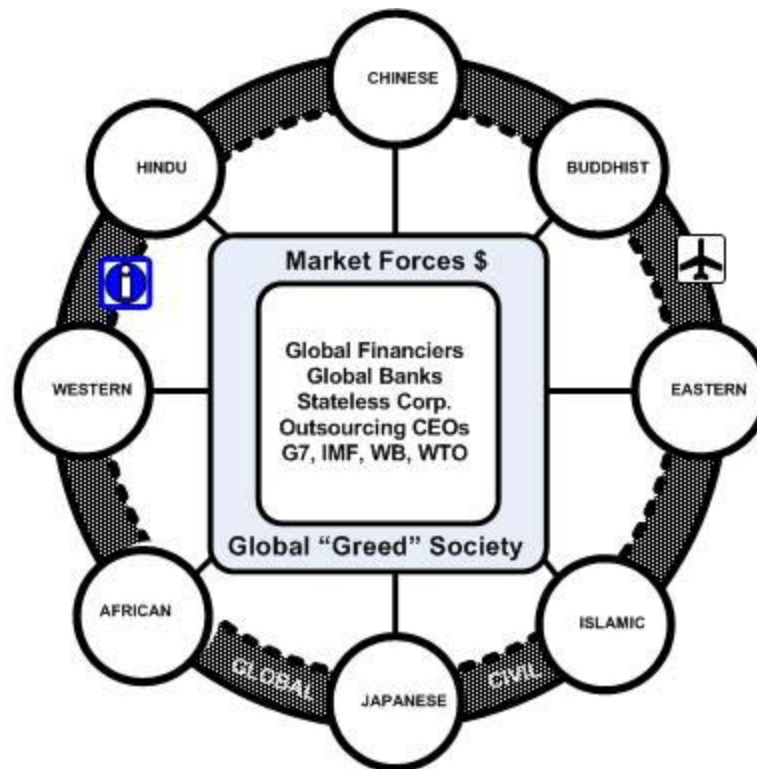 CHINESE
HINDU
BUDDHIST
Market Forces $
i
Global Financiers
Global Banks
Stateless Corp.
Outsourcing CEOs
G7, IMF, WB, WTO
WESTERN
EASTERN
Global “Greed” Society
AFRICAN
ISLAMIC
GLOBAL
CIVIL
JAPANESE